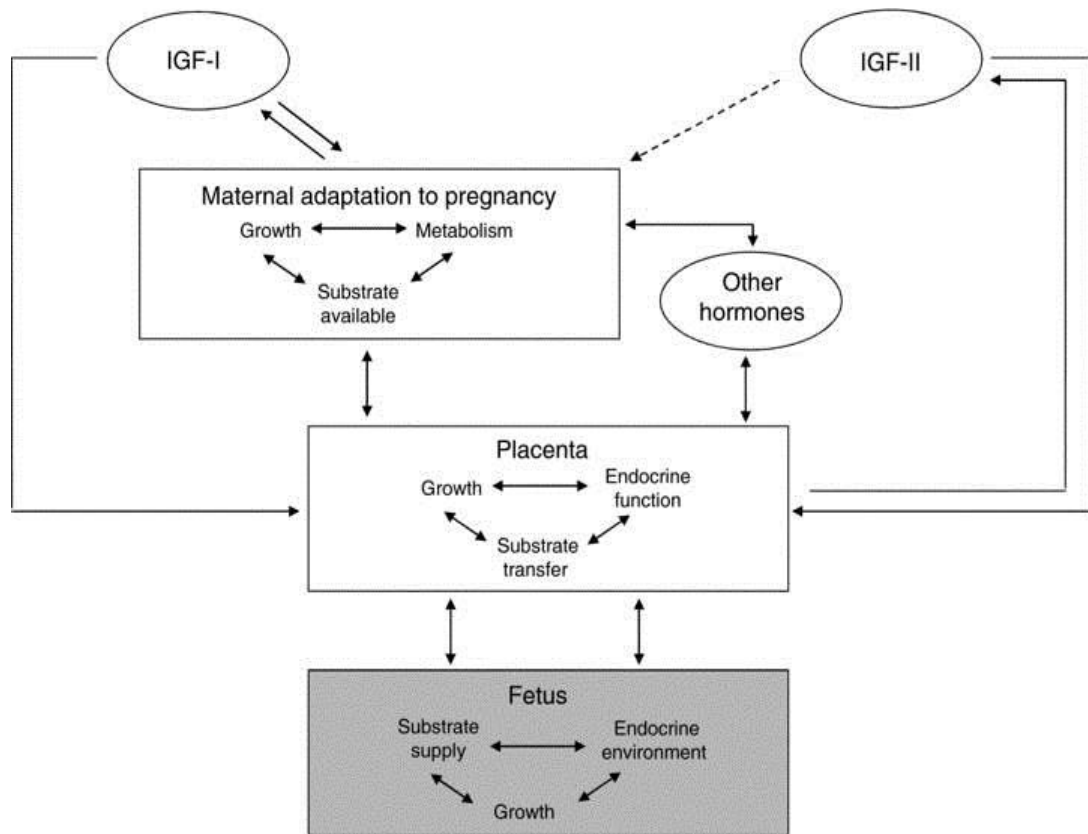 IGF-I
IGF-II
Maternal adaptation to pregnancy
Growth
Metabolism
Substrate
available
Other
hormones
Placenta
Growth
Endocrine
function
Substrate
transfer
Fetus
Substrate
supply
Endocrine
environment
Growth